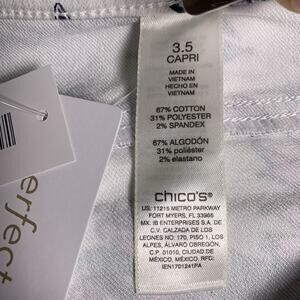 3.5
CAPRI
MADE IN
VIETNAM
HECHO EN
VIETNAM
67% COTTON
31% POLYESTER
2% SPANDEX
67% ALGODÓN
31% poliéster
2% elastano
chico's®
US: 11215 METRO PARKWAY
FORT MYERS, FL 33966
MX: IB ENTERPRISES S.A. DE
C.V. CALZADA DE LOS
LEONES NO. 170, PISO 1, LOS
ALPES, ÁLVARO OBREGÓN,
C.P. 01010, CIUDAD DE
MÉXICO, MÉXICO, RFC:
IEN1701241PA
erfect